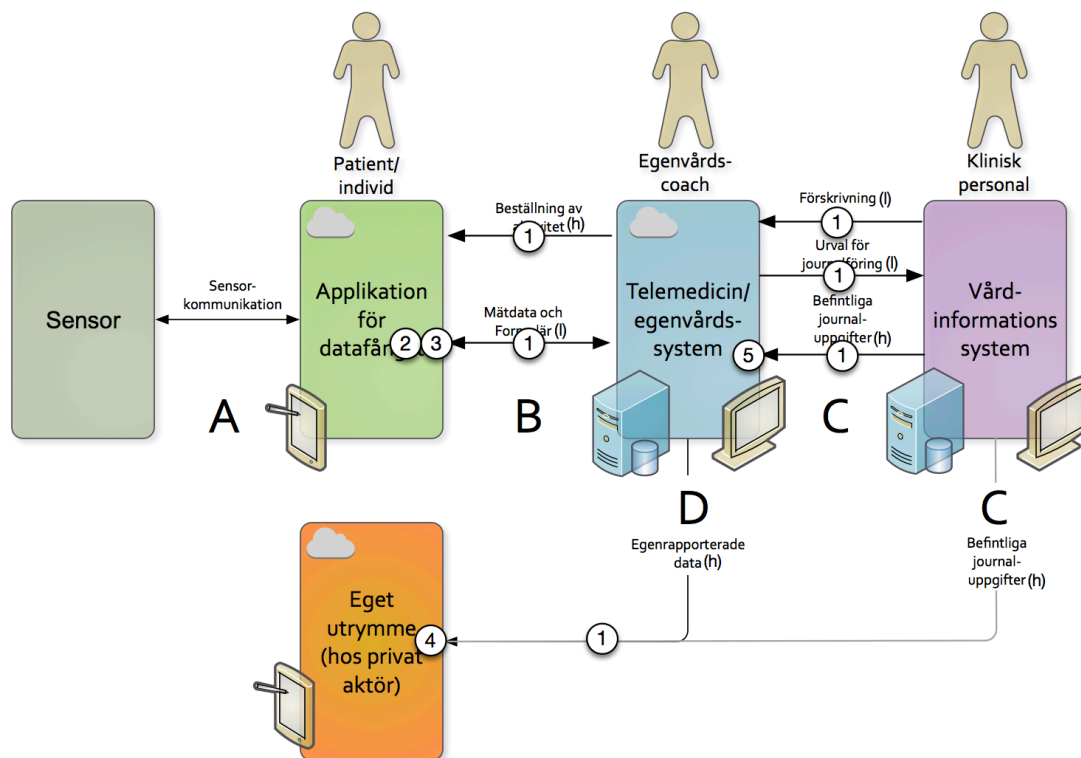 Patient/
individ
Egenvårds-
coach
Klinisk
personal
Sensor
Sensor-
kommunikation
Applikation
för
2
3
Beställning av
1
(h)
Mätdata och
1
(l)
Telemedicin/
egenvårds-
system
5
Förskrivning (l)
1
Urval för
1
(l)
Befintliga
journal-
uppgifter (h)
1
Vård-
informations
system
A
B
C
D
C
Egenrapporterade
data (h)
Befintliga
journal-
uppgifter (h)
Eget
utrymme
(hos privat
aktör)
4
1